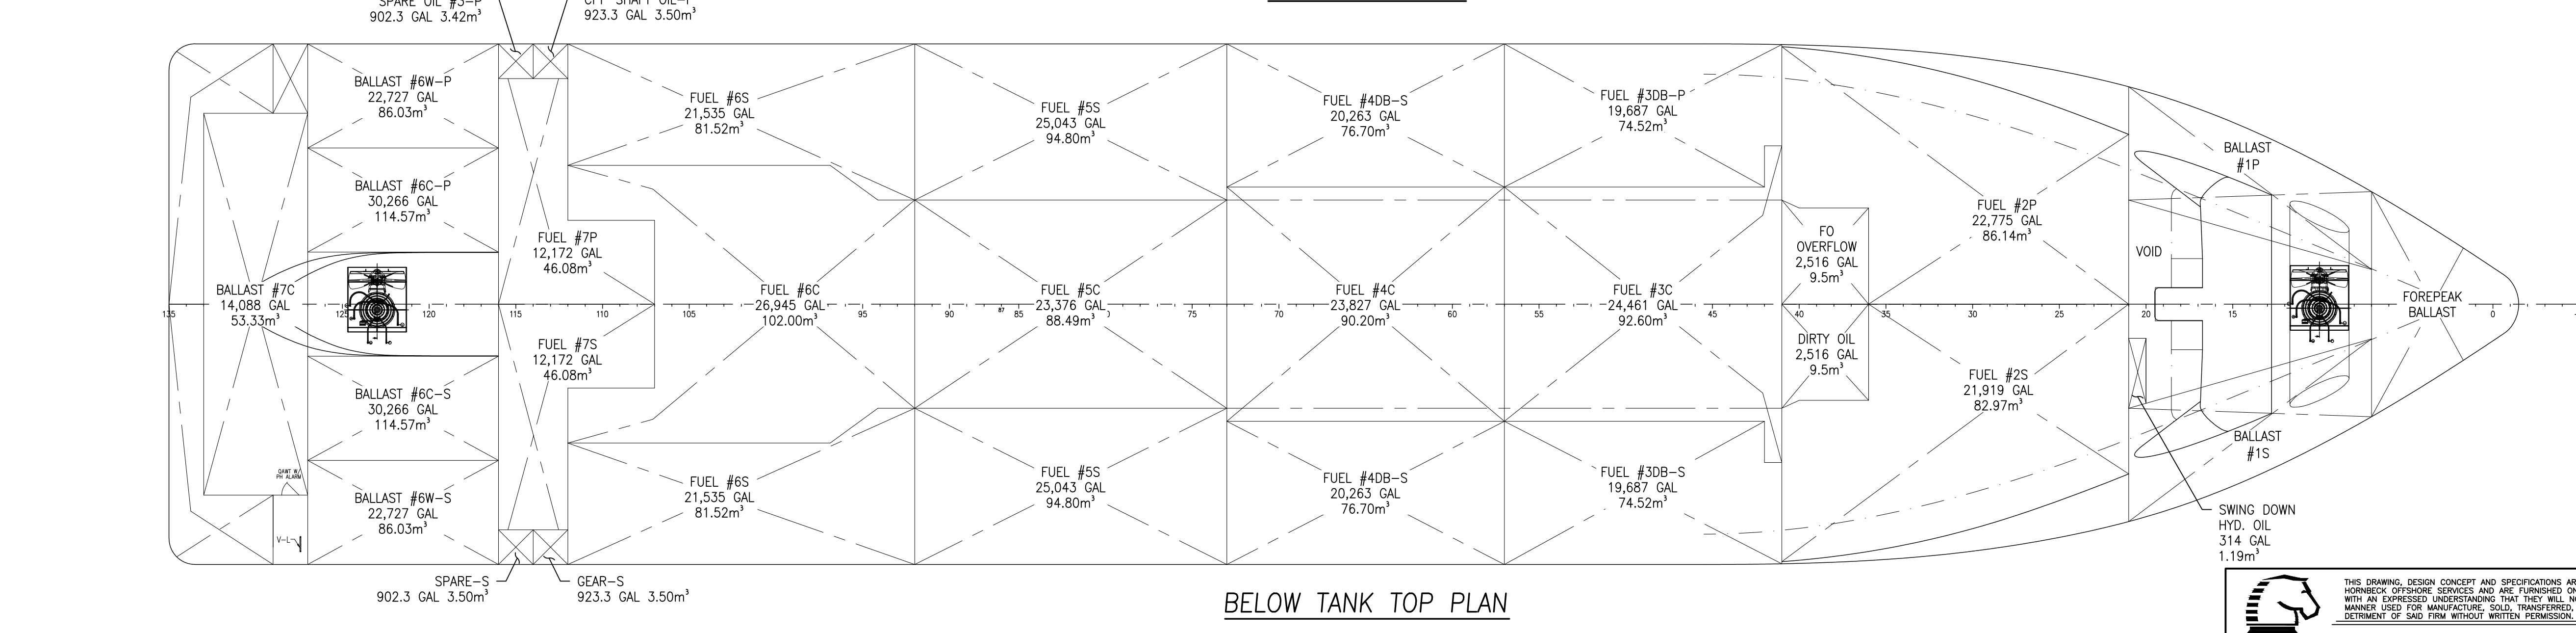 SPARE OIL #3-P
902.3 GAL 3.42m³
CPP SHAFT OIL-P
923.3 GAL 3.50m³
BALLAST #6W-P
22,727 GAL
86.03m³
FUEL #6S
21,535 GAL
81.52m³
FUEL #5S
25,043 GAL
94.80m³
FUEL #4DB-S
20,263 GAL
76.70m³
FUEL #3DB-P
19,687 GAL
74.52m³
BALLAST
#1P
BALLAST #6C-P
30,266 GAL
114.57m³
FUEL #7P
12,172 GAL
46.08m³
FO
OVERFLOW
2,516 GAL
9.5m³
FUEL #2P
22,775 GAL
86.14m³
VOID
BALLAST #7C
14,088 GAL
53.33m³
FUEL #6C
26,945 GAL
102.00m³
FUEL #5C
23,376 GAL
88.49m³
FUEL #4C
23,827 GAL
90.20m³
FUEL #3C
24,461 GAL
92.60m³
FOREPEAK
BALLAST
135 125 120 115 110 105 95 90 87 85 75 70 60 55 45 40 35 30 25 20 15 0
FUEL #7S
12,172 GAL
46.08m³
DIRTY OIL
2,516 GAL
9.5m³
FUEL #2S
21,919 GAL
82.97m³
BALLAST #6C-S
30,266 GAL
114.57m³
BALLAST
#1S
QAWT W/
PH ALARM
BALLAST #6W-S
22,727 GAL
86.03m³
FUEL #6S
21,535 GAL
81.52m³
FUEL #5S
25,043 GAL
94.80m³
FUEL #4DB-S
20,263 GAL
76.70m³
FUEL #3DB-S
19,687 GAL
74.52m³
V-L
SWING DOWN
HYD. OIL
314 GAL
1.19m³
SPARE-S
902.3 GAL 3.50m³
GEAR-S
923.3 GAL 3.50m³
BELOW TANK TOP PLAN
THIS DRAWING, DESIGN CONCEPT AND SPECIFICATIONS
HORNBECK OFFSHORE SERVICES AND ARE FURNISHED
WITH AN EXPRESSED UNDERSTANDING THAT THEY WILL
MANNER USED FOR MANUFACTURE, SOLD, TRANSFERRED,
DETRIMENT OF SAID FIRM WITHOUT WRITTEN PERMISSION.